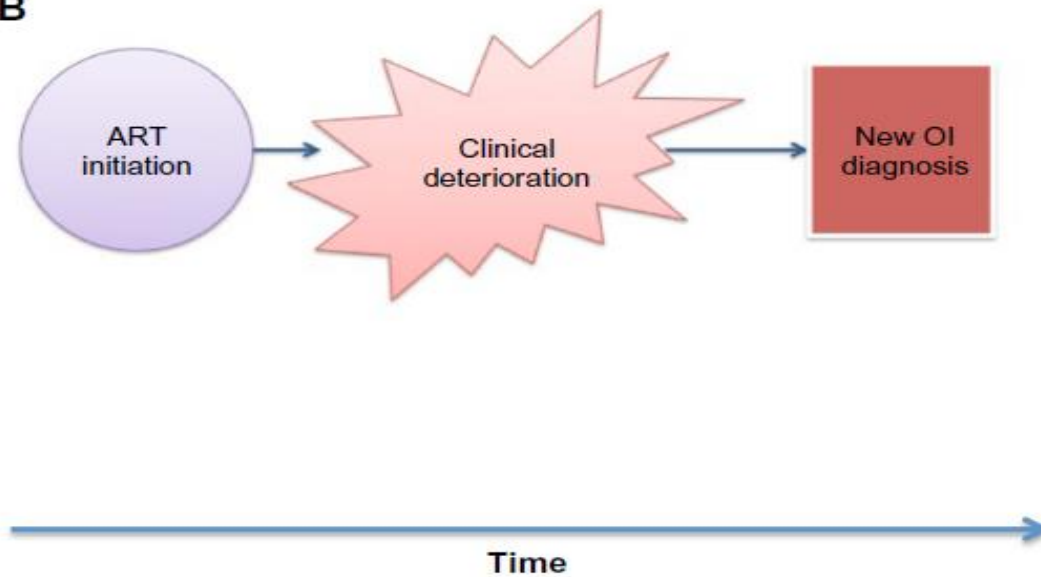 B
ART
initiation
Clinical
deterioration
New OI
diagnosis
Time